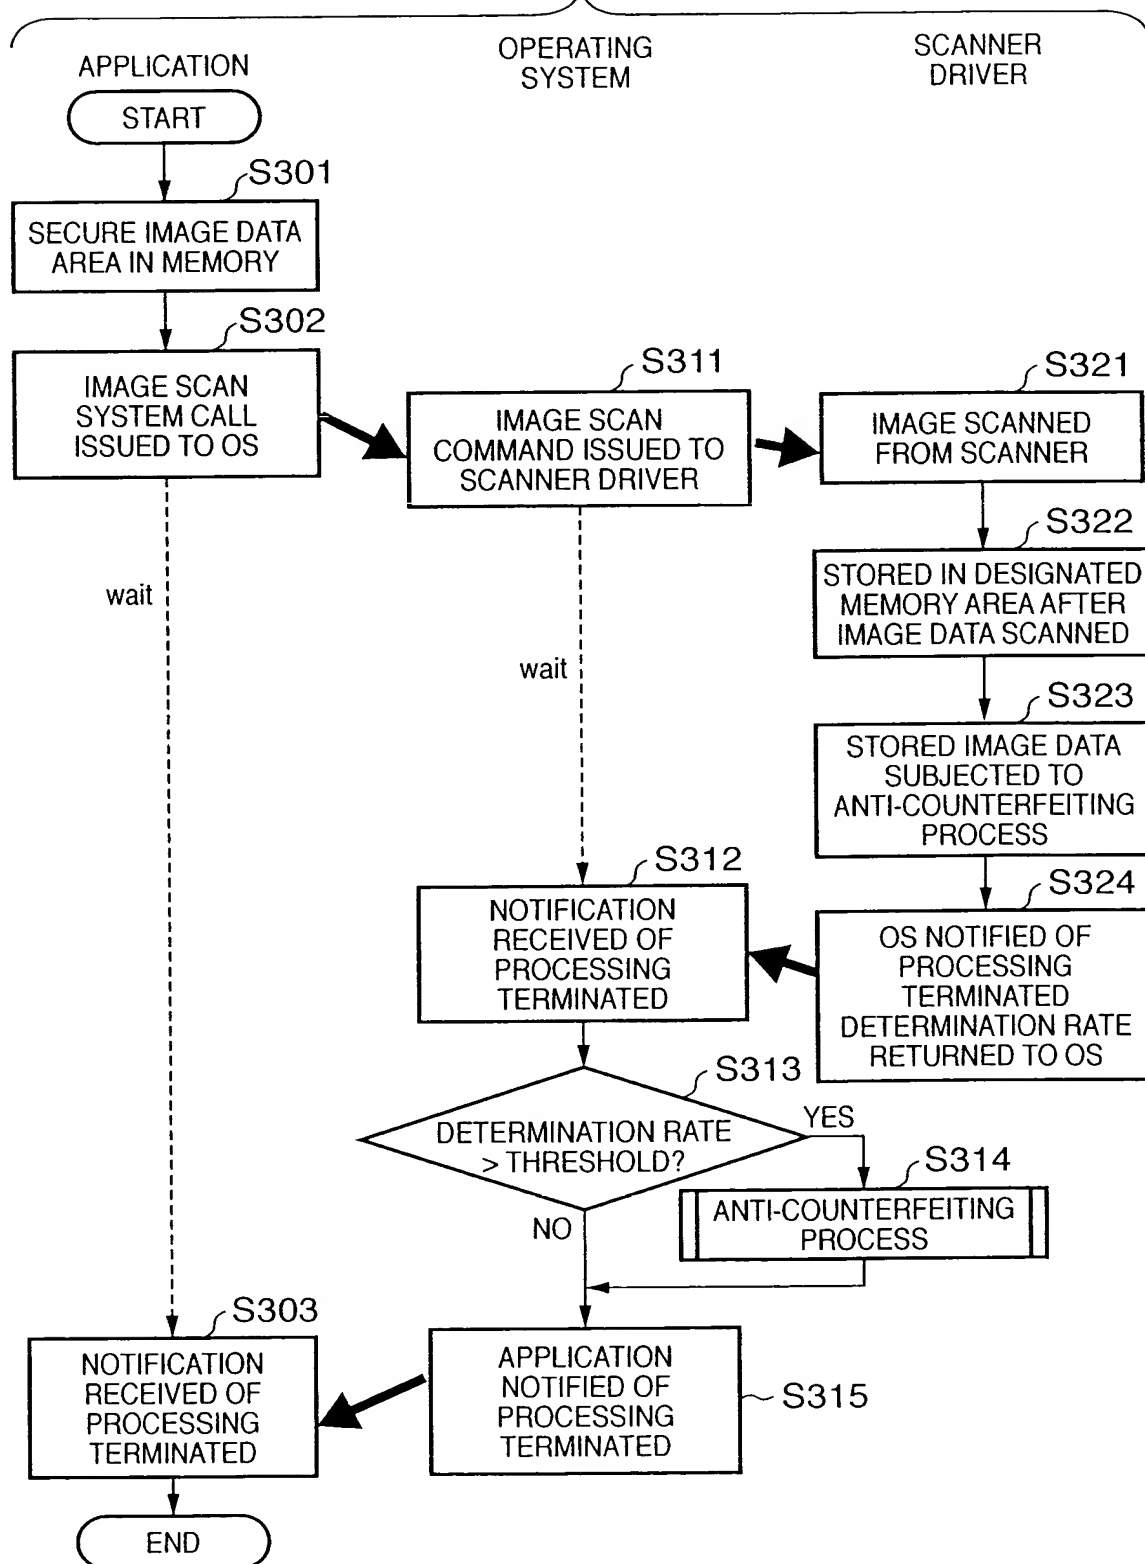 APPLICATION
OPERATING
SYSTEM
SCANNER
DRIVER
START
S301
SECURE IMAGE DATA
AREA IN MEMORY
S302
IMAGE SCAN
SYSTEM CALL
ISSUED TO OS
S311
IMAGE SCAN
COMMAND ISSUED TO
SCANNER DRIVER
S321
IMAGE SCANNED
FROM SCANNER
S322
STORED IN DESIGNATED
MEMORY AREA AFTER
IMAGE DATA SCANNED
wait
wait
S323
STORED IMAGE DATA
SUBJECTED TO
ANTI-COUNTERFEITING
PROCESS
S324
OS NOTIFIED OF
PROCESSING
TERMINATED
DETERMINATION RATE
RETURNED TO OS
S312
NOTIFICATION
RECEIVED OF
PROCESSING
TERMINATED
S313
DETERMINATION RATE
> THRESHOLD?
YES
NO
S314
ANTI-COUNTERFEITING
PROCESS
S315
APPLICATION
NOTIFIED OF
PROCESSING
TERMINATED
S303
NOTIFICATION
RECEIVED OF
PROCESSING
TERMINATED
END